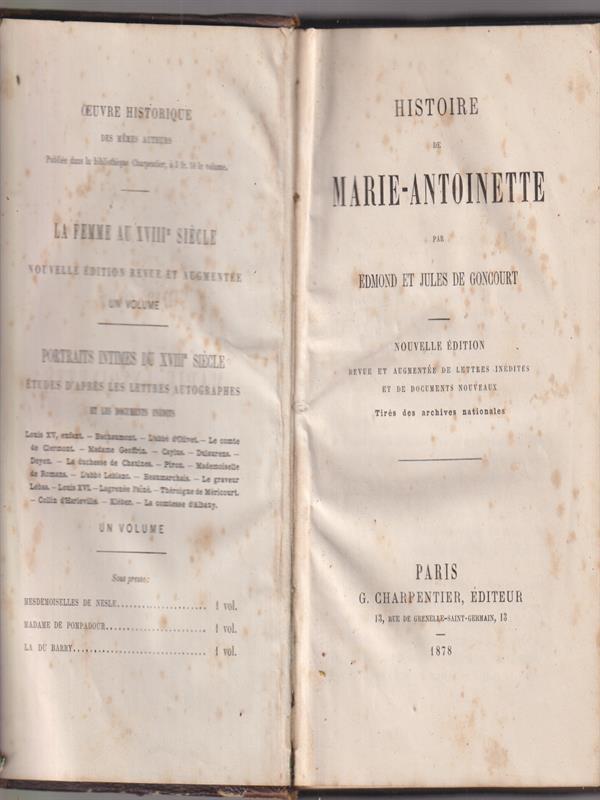 ŒUVRE HISTORIQUE
DES MÊMES AUTEURS
Publiée dans la bibliothèque Charpentier, à 3 fr. 50 le volume.
LA FEMME AU XVIIIe SIÈCLE
NOUVELLE ÉDITION REVUE ET AUGMENTÉE
UN VOLUME
PORTRAITS INTIMES DU XVIIIe SIÈCLE
ÉTUDES D'APRÈS LES LETTRES AUTOGRAPHES
ET LES DOCUMENTS INÉDITS
Louis XV, enfant. — Bachaumont. — L'abbé d'Olivet. — Le comte
de Clermont. — Madame Geoffrin. — Caylus. — Dulaurens. —
Doyen. — La duchesse de Chaulnes. — Piron. — Mademoiselle
de Romans. — L'abbé Leblanc. — Beaumarchais. — Le graveur
Lebas. — Louis XVI. — Lagrenée l'aîné. — Théroigne de Méricourt.
— Collin d'Harleville. — Kléber. — La comtesse d'Albany.
UN VOLUME
Sous presse:
MESDEMOISELLES DE NESLE..................... 1 vol.
MADAME DE POMPADOUR........................ 1 vol.
LA DU BARRY................................ 1 vol.
HISTOIRE
DE
MARIE-ANTOINETTE
PAR
EDMOND ET JULES DE GONCOURT
NOUVELLE ÉDITION
REVUE ET AUGMENTÉE DE LETTRES INÉDITES
ET DE DOCUMENTS NOUVEAUX
Tirés des archives nationales
PARIS
G. CHARPENTIER, ÉDITEUR
13, RUE DE GRENELLE-SAINT-GERMAIN, 13
1878